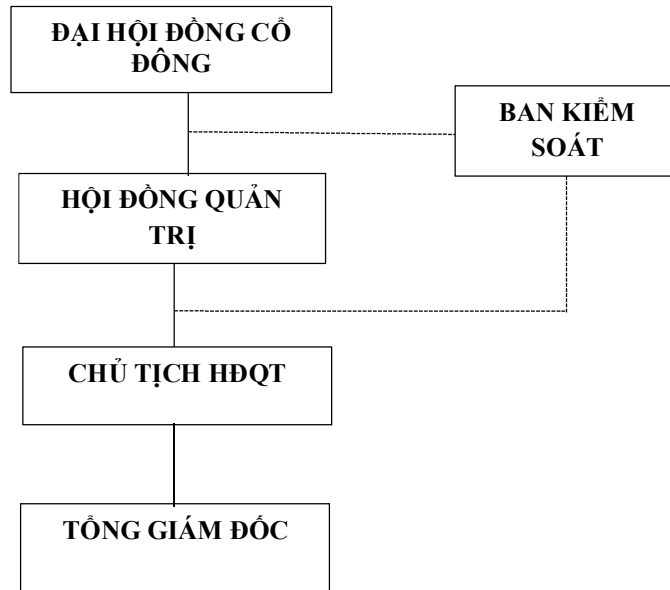 ĐẠI HỘI ĐỒNG CỔ
ĐÔNG
BAN KIỂM
SOÁT
HỘI ĐỒNG QUẢN
TRỊ
CHỦ TỊCH HĐQT
TỔNG GIÁM ĐỐC